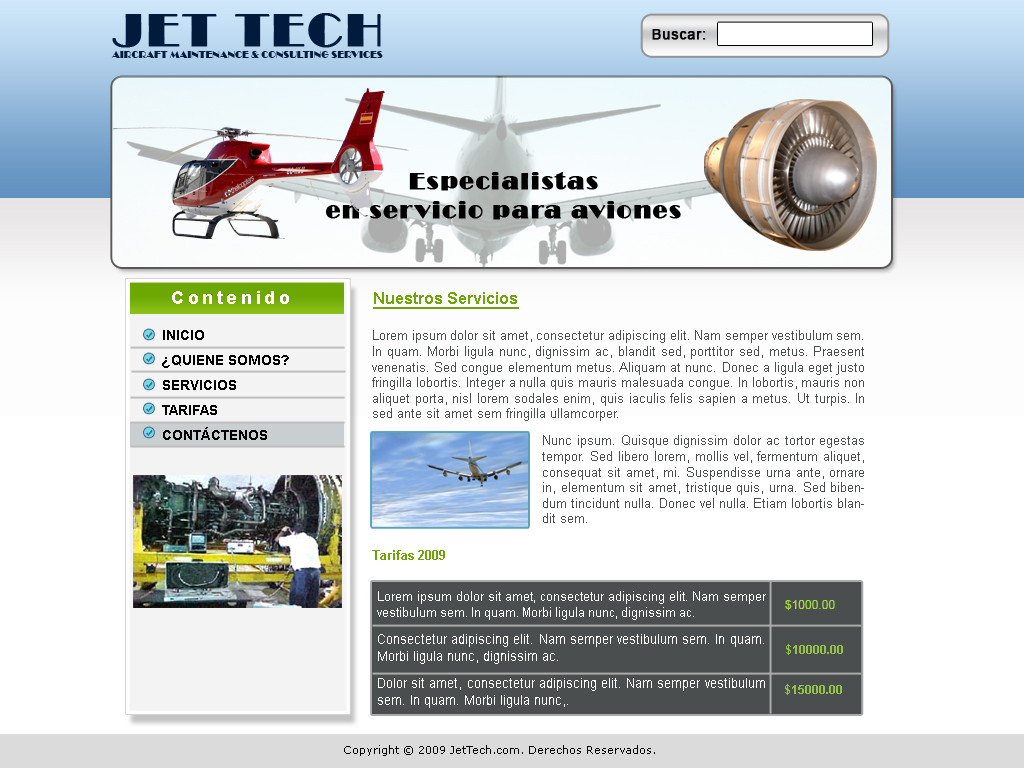 JET TECH
AIRCRAFT MAINTENANCE & CONSULTING SERVICES
Buscar:
Especialistas
en servicio para aviones
Contenido
INICIO
¿QUIENE SOMOS?
SERVICIOS
TARIFAS
CONTÁCTENOS
Nuestros Servicios
Lorem ipsum dolor sit amet, consectetur adipiscing elit. Nam semper vestibulum sem.
In quam. Morbi ligula nunc, dignissim ac, blandit sed, porttitor sed, metus. Praesent
venenatis. Sed congue elementum metus. Aliquam at nunc. Donec a ligula eget justo
fringilla lobortis. Integer a nulla quis mauris malesuada congue. In lobortis, mauris non
aliquet porta, nisl lorem sodales enim, quis iaculis felis sapien a metus. Ut turpis. In
sed ante sit amet sem fringilla ullamcorper.
Nunc ipsum. Quisque dignissim dolor ac tortor egestas
tempor. Sed libero lorem, mollis vel, fermentum aliquet,
consequat sit amet, mi. Suspendisse urna ante, ornare
in, elementum sit amet, tristique quis, urna. Sed biben-
dum tincidunt nulla. Donec vel nulla. Etiam lobortis blan-
dit sem.
Tarifas 2009
Lorem ipsum dolor sit amet, consectetur adipiscing elit. Nam semper
vestibulum sem. In quam. Morbi ligula nunc, dignissim ac.
$1000.00
Consectetur adipiscing elit. Nam semper vestibulum sem. In quam.
Morbi ligula nunc, dignissim ac.
$10000.00
Dolor sit amet, consectetur adipiscing elit. Nam semper vestibulum
sem. In quam. Morbi ligula nunc,.
$15000.00
Copyright © 2009 JetTech.com. Derechos Reservados.